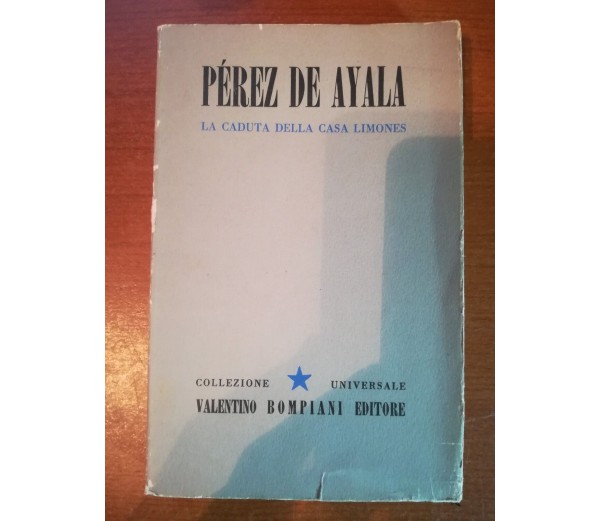 PÉREZ DE AYALA
LA CADUTA DELLA CASA LIMONES
COLLEZIONE ★ UNIVERSALE
VALENTINO BOMPIANI EDITORE